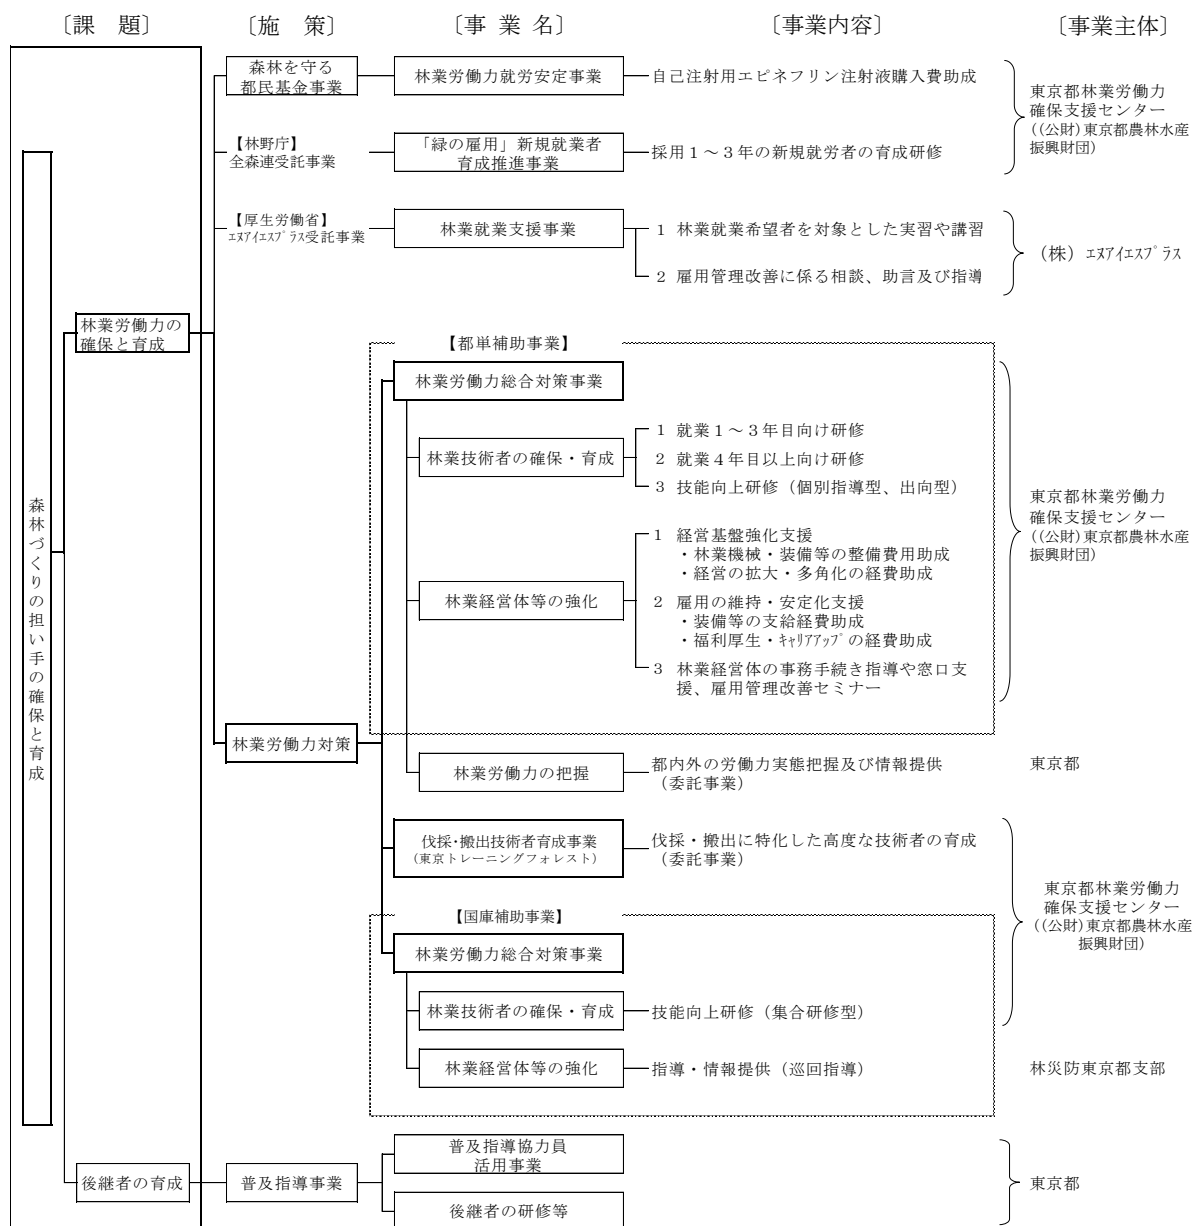 〔課　題〕
〔施　策〕
〔事 業 名〕
〔事業内容〕
〔事業主体〕
森林づくりの担い手の確保と育成
林業労働力の
確保と育成
森林を守る
都民基金事業
林業労働力就労安定事業
自己注射用エピネフリン注射液購入費助成
東京都林業労働力
確保支援センター
((公財)東京都農林水産
振興財団)
【林野庁】
全森連受託事業
「緑の雇用」新規就業者
育成推進事業
採用１～３年の新規就労者の育成研修
【厚生労働省】
ｴﾇｱｲｴｽﾌﾟﾗｽ受託事業
林業就業支援事業
１ 林業就業希望者を対象とした実習や講習
２ 雇用管理改善に係る相談、助言及び指導
（株）ｴﾇｱｲｴｽﾌﾟﾗｽ
林業労働力対策
【都単補助事業】
林業労働力総合対策事業
林業技術者の確保・育成
１ 就業１～３年目向け研修
２ 就業４年目以上向け研修
３ 技能向上研修（個別指導型、出向型）
林業経営体等の強化
１ 経営基盤強化支援
・林業機械・装備等の整備費用助成
・経営の拡大・多角化の経費助成
２ 雇用の維持・安定化支援
・装備等の支給経費助成
・福利厚生・ｷｬﾘｱｱｯﾌﾟの経費助成
３ 林業経営体の事務手続き指導や窓口支
援、雇用管理改善セミナー
東京都林業労働力
確保支援センター
((公財)東京都農林水産
振興財団)
林業労働力の把握
都内外の労働力実態把握及び情報提供
（委託事業）
東京都
伐採・搬出技術者育成事業
（東京トレーニングフォレスト）
伐採・搬出に特化した高度な技術者の育成
（委託事業）
東京都林業労働力
確保支援センター
((公財)東京都農林水産
振興財団)
【国庫補助事業】
林業労働力総合対策事業
林業技術者の確保・育成
技能向上研修（集合研修型）
林業経営体等の強化
指導・情報提供（巡回指導）
林災防東京都支部
後継者の育成
普及指導事業
普及指導協力員
活用事業
後継者の研修等
東京都